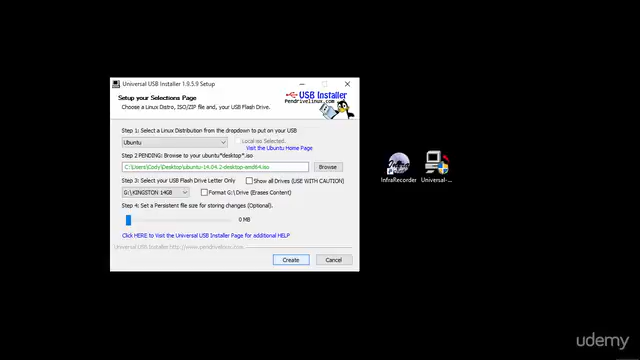 Universal USB Installer 1.9.5.9 Setup
Setup your Selections Page
Choose a Linux Distro, ISO/ZIP file and, your USB Flash Drive.
USB Installer
Pendrivelinux.com
Step 1: Select a Linux Distribution from the dropdown to put on your USB
Ubuntu
Local iso Selected.
Visit the Ubuntu Home Page
Step 2 PENDING: Browse to your ubuntu*desktop*.iso
C:\Users\Cody\Desktop\ubuntu-14.04.2-desktop-amd64.iso
Browse
Step 3: Select your USB Flash Drive Letter Only
Show all Drives (USE WITH CAUTION)
G:\ KINGSTON 14GB
Format G:\ Drive (Erases Content)
Step 4: Set a Persistent file size for storing changes (Optional).
0 MB
Click HERE to Visit the Universal USB Installer Page for additional HELP
Universal USB Installer http://www.pendrivelinux.com
Create
Cancel
InfraRecorder
Universal-...
udemy